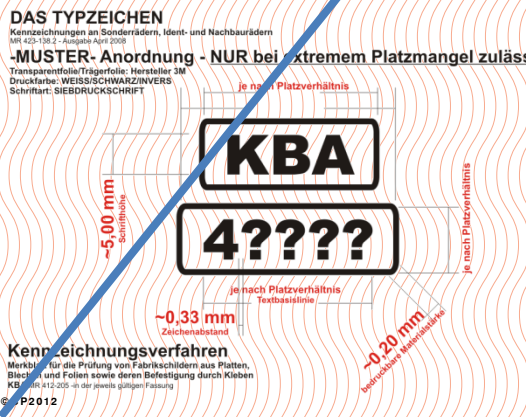 DAS TYPZEICHEN
Kennzeichnungen an Sonderrädern, Ident- und Nachbaurädern
MR 423-138.2 - Ausgabe April 2008
-MUSTER- Anordnung - NUR bei extremem Platzmangel zuläss
Transparentfolie/Trägerfolie: Hersteller 3M
Druckfarbe: WEISS/SCHWARZ/INVERS
Schriftart: SIEBDRUCKSCHRIFT
je nach Platzverhältnis
KBA
~5,00 mm
Schrifthöhe
je nach Platzverhältnis
4????
je nach Platzverhältnis
Textbasislinie
~0,33 mm
Zeichenabstand
~0,20 mm
bedruckbare Materialstärke
Kennzeichnungsverfahren
Merkblatt für die Prüfung von Fabrikschildern aus Platten,
Blechen und Folien sowie deren Befestigung durch Kleben
KBA MR 412-205 -in der jeweils gültigen Fassung
P2012